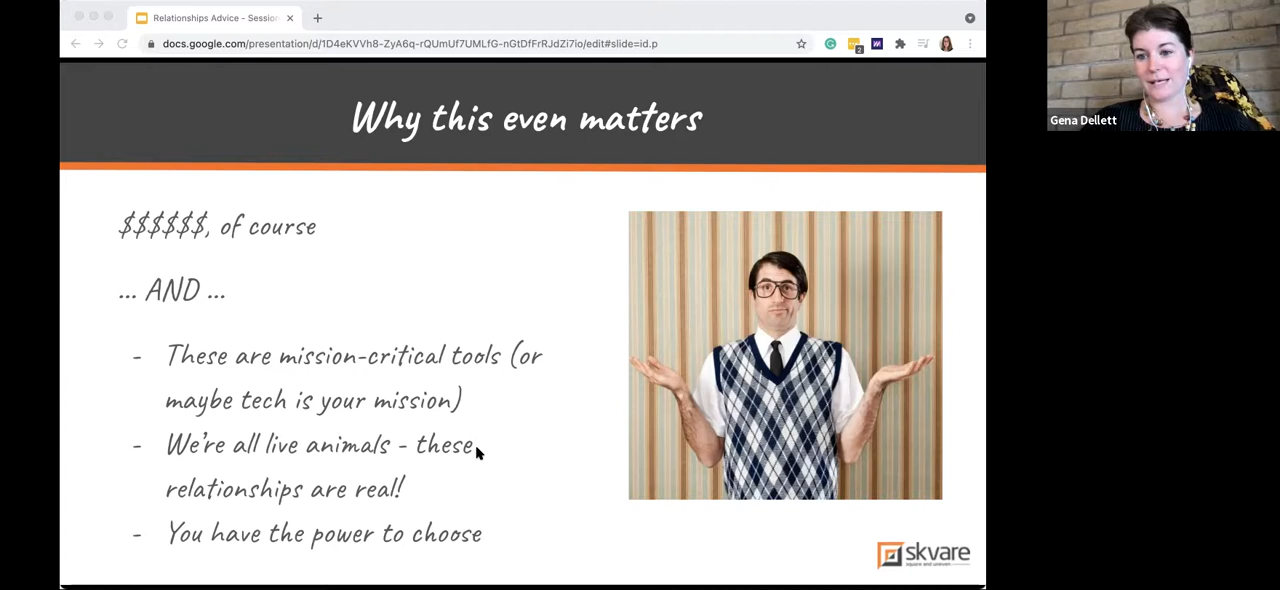 Relationships Advice - Session
docs.google.com/presentation/d/1D4eKVVh8-ZyA6q-rQUmUf7UMLfG-nGtDfFrRJdZi7io/edit#slide=id.p
2
Why this even matters
$$$$$$, of course
... AND ...
- These are mission-critical tools (or
maybe tech is your mission)
- We're all live animals - these
relationships are real!
- You have the power to choose
skvare
square and uneven.
Gena Dellett